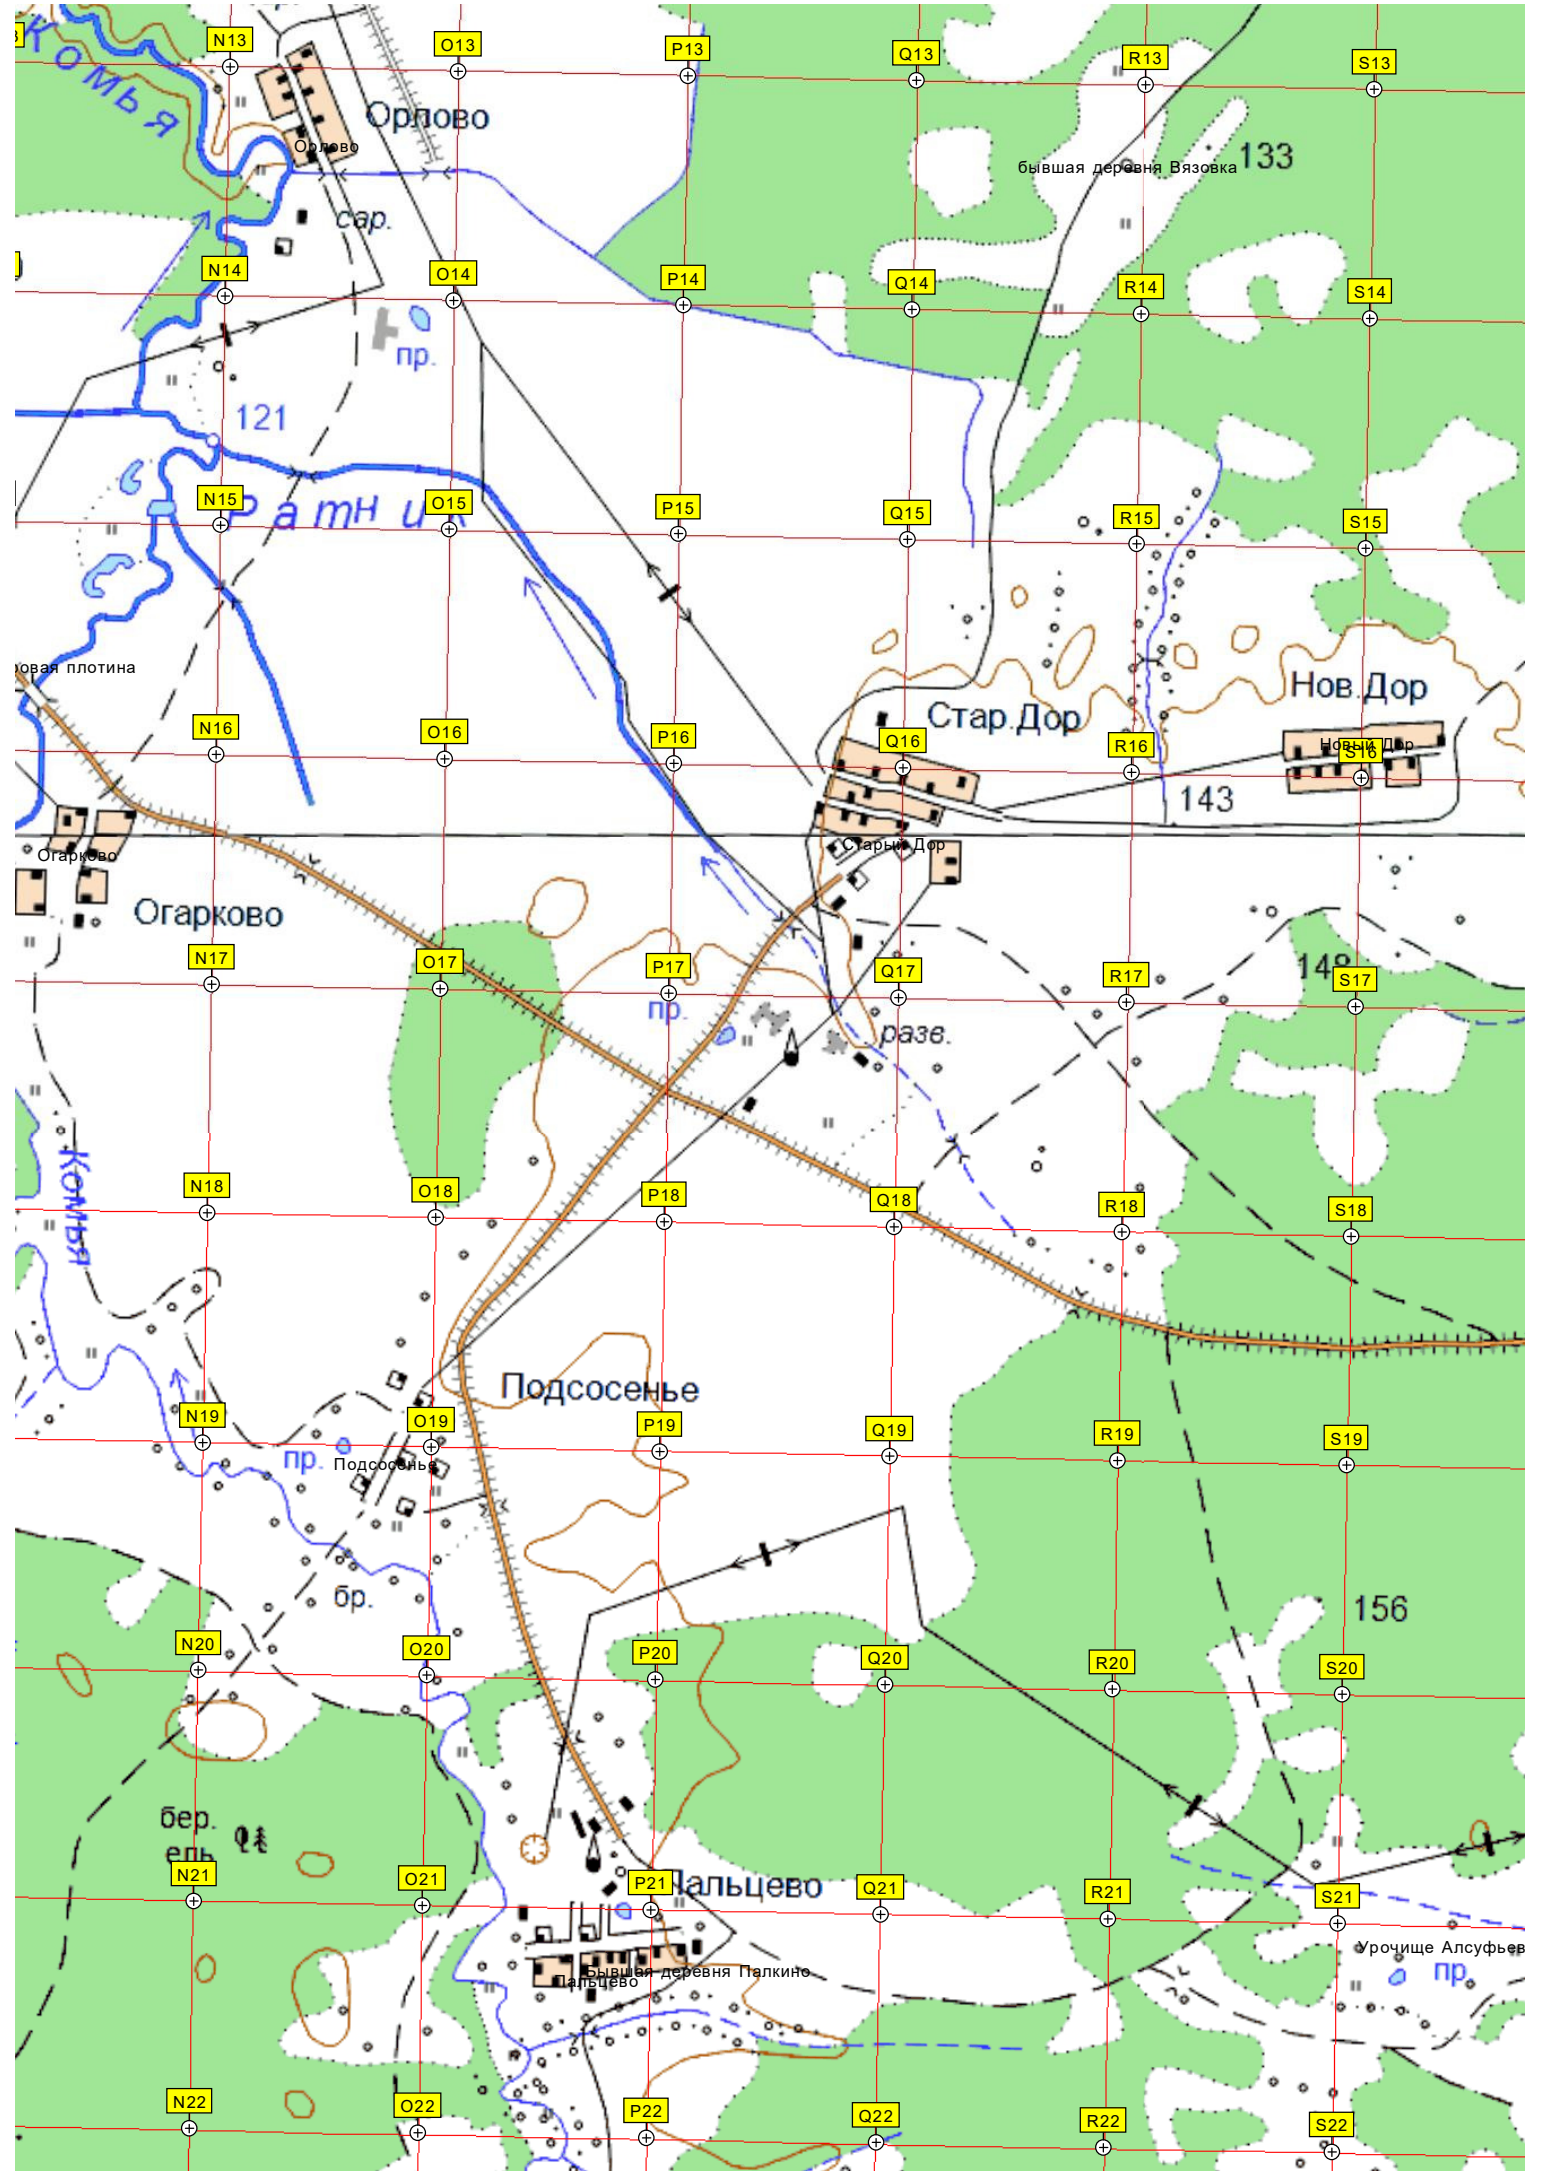 N13
O13
P13
Q13
R13
S13
Комья
Орлово
Орлово
бывшая деревня Вязовка
133
сар.
N14
O14
P14
Q14
R14
S14
пр.
121
N15
Ратник
O15
P15
Q15
R15
S15
ровая плотина
Нов.Дор
Стар.Дор
N16
O16
P16
Q16
R16
Новый Дор
S16
143
Старый Дор
Огарково
Огарково
N17
O17
P17
Q17
R17
148
S17
пр.
разв.
Комья
N18
O18
P18
Q18
R18
S18
Подсосенье
N19
O19
P19
Q19
R19
S19
пр.
Подсосенье
бр.
156
N20
O20
P20
Q20
R20
S20
бер.
ель
N21
O21
P21
Пальцево
Q21
R21
S21
Урочище Алсуфьев
пр.
Бывшая деревня Палкино
Пальцево
N22
O22
P22
Q22
R22
S22